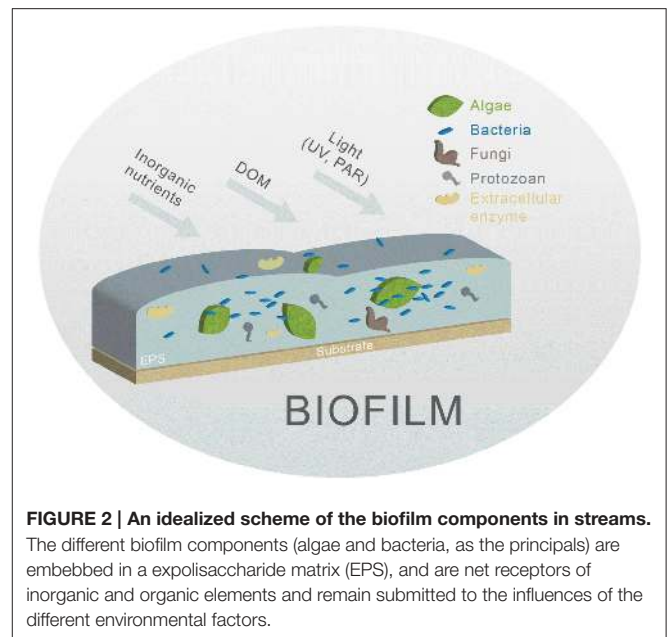 Algae
Bacteria
Fungi
Protozoan
Extracellular
enzyme
Inorganic
nutrients
DOM
Light
(UV, PAR)
EPS
Substrate
BIOFILM
FIGURE 2 | An idealized scheme of the biofilm components in streams.
The different biofilm components (algae and bacteria, as the principals) are
embebbed in a expolisaccharide matrix (EPS), and are net receptors of
inorganic and organic elements and remain submitted to the influences of the
different environmental factors.